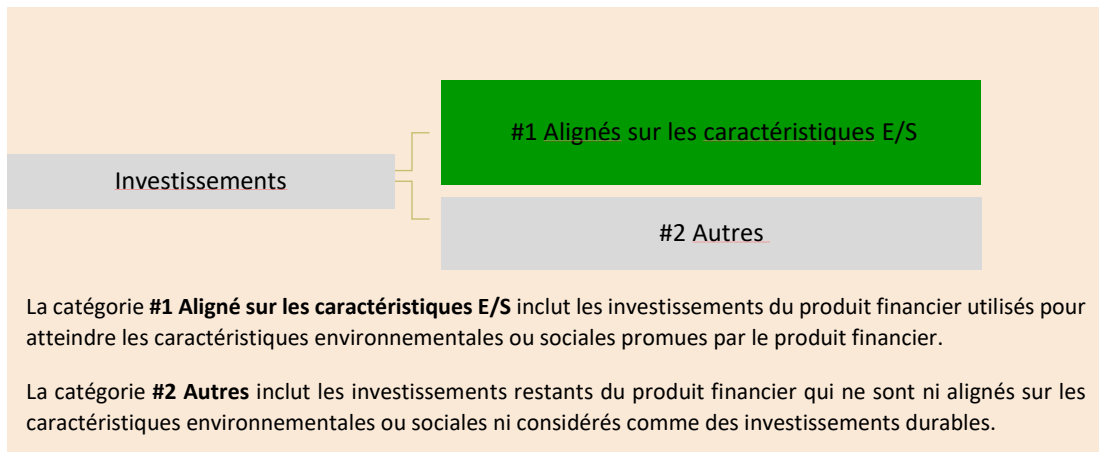 #1 Alignés sur les caractéristiques E/S
Investissements
#2 Autres
La catégorie #1 Aligné sur les caractéristiques E/S inclut les investissements du produit financier utilisés pour
atteindre les caractéristiques environnementales ou sociales promues par le produit financier.
La catégorie #2 Autres inclut les investissements restants du produit financier qui ne sont ni alignés sur les
caractéristiques environnementales ou sociales ni considérés comme des investissements durables.